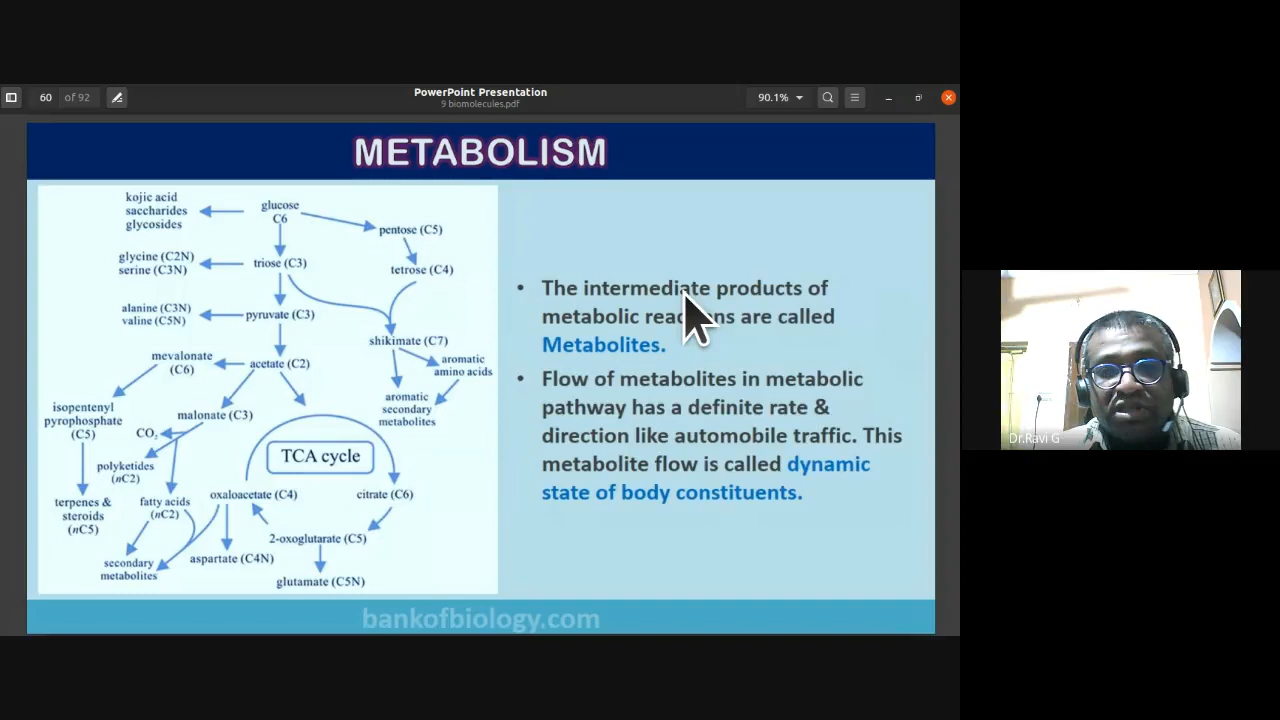 60 of 92
PowerPoint Presentation
9 biomolecules.pdf
90.1%
METABOLISM
kojic acid
saccharides
glycosides
glucose
C6
pentose (C5)
glycine (C2N)
serine (C3N)
triose (C3)
tetrose (C4)
alanine (C3N)
valine (C5N)
pyruvate (C3)
shikimate (C7)
mevalonate
(C6)
acetate (C2)
aromatic
amino acids
isopentenyl
pyrophosphate
(C5)
malonate (C3)
aromatic
secondary
metabolites
CO2
polyketides
(nC2)
TCA cycle
terpenes &
steroids
(nC5)
fatty acids
(nC2)
oxaloacetate (C4)
citrate (C6)
2-oxoglutarate (C5)
secondary
metabolites
aspartate (C4N)
glutamate (C5N)
• The intermediate products of
metabolic reactions are called
Metabolites.
• Flow of metabolites in metabolic
pathway has a definite rate &
direction like automobile traffic. This
metabolite flow is called dynamic
state of body constituents.
bankofbiology.com
Dr.Ravi G